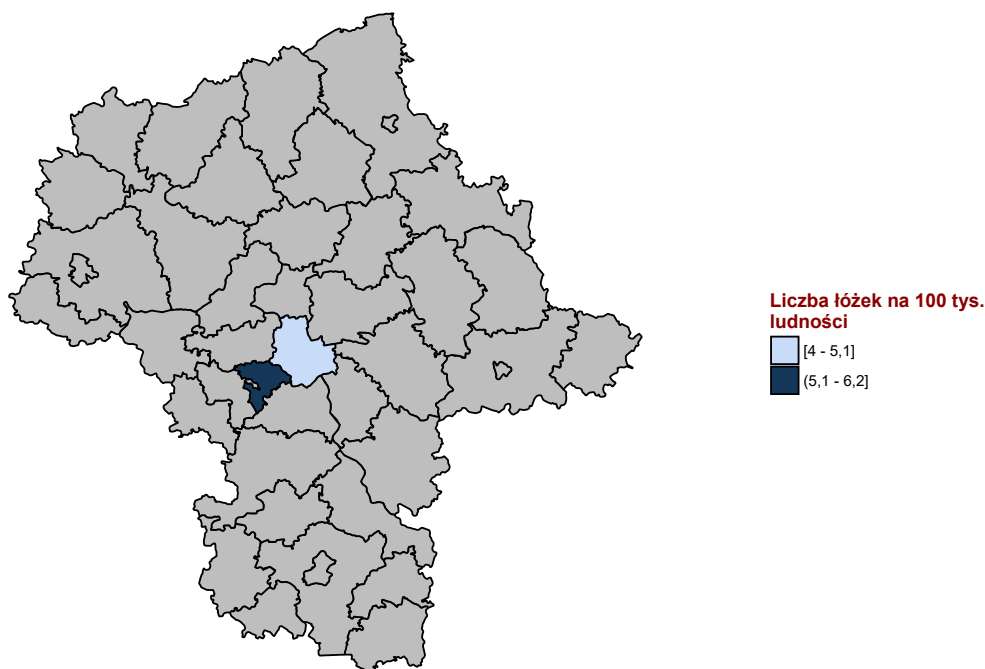 Liczba łóżek na 100 tys.
ludności
[4 - 5,1]
(5,1 - 6,2]